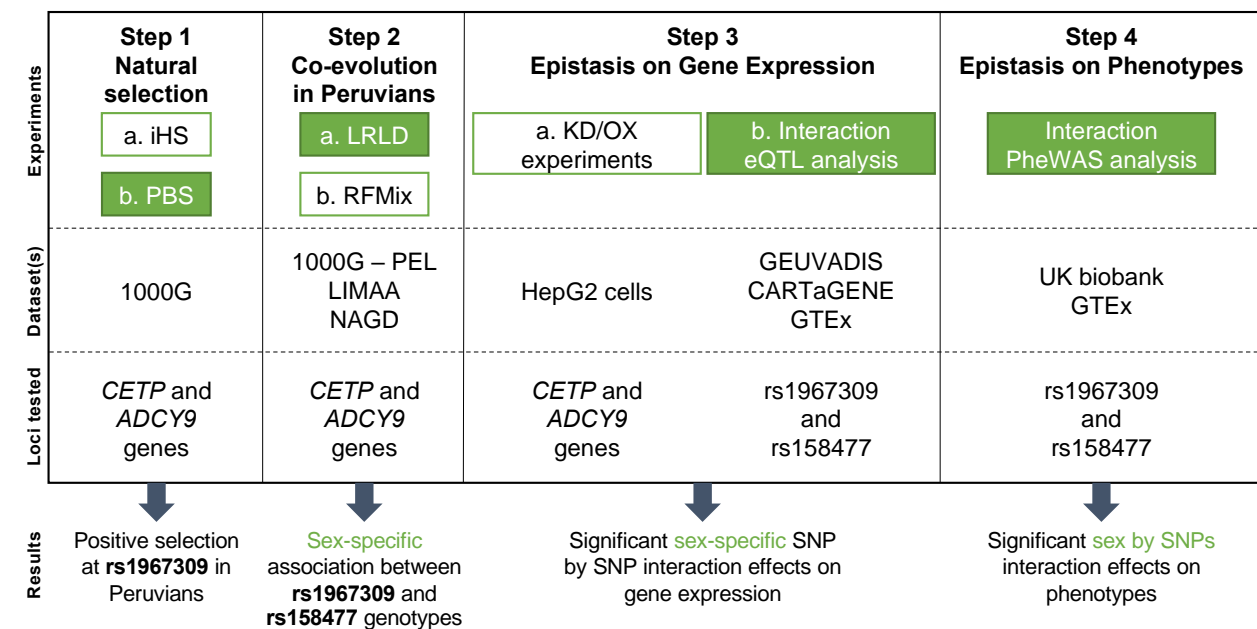 Experiments
Step 1
Natural
selection
a. iHS
b. PBS
Step 2
Co-evolution
in Peruvians
a. LRLD
b. RFMix
Step 3
Epistasis on Gene Expression
a. KD/OX
experiments
b. Interaction
eQTL analysis
Step 4
Epistasis on Phenotypes
Interaction
PheWAS analysis
Dataset(s)
1000G
1000G – PEL
LIMAA
NAGD
HepG2 cells
GEUVADIS
CARTaGENE
GTEx
UK biobank
GTEx
Loci tested
CETP and
ADCY9
genes
CETP and
ADCY9
genes
CETP and
ADCY9
genes
rs1967309
and
rs158477
rs1967309
and
rs158477
Results
Positive selection
at rs1967309 in
Peruvians
Sex-specific
association between
rs1967309 and
rs158477 genotypes
Significant sex-specific SNP
by SNP interaction effects on
gene expression
Significant sex by SNPs
interaction effects on
phenotypes